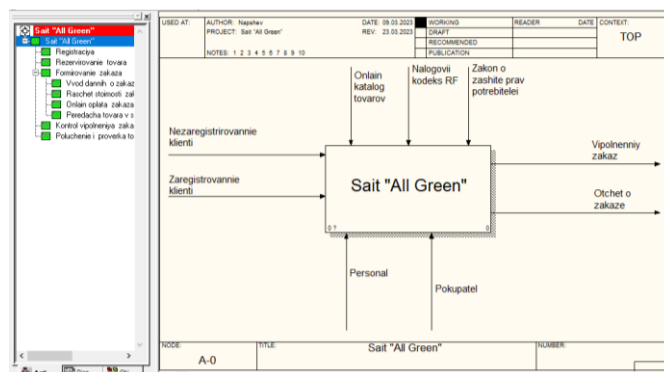 Sait "All Green"
Sait "All Green"
Registraciya
Rezervirovanie tovara
Formirovanie zakaza
Vvod dannih o zakaz
Raschet stoimosti zak
Onlain oplata zakaza
Peredacha tovara v s
Kontrol vipolneniya zaka
Poluchenie i proverka to
USED AT:
AUTHOR: Napshev
DATE: 09.03.2023
WORKING
READER
DATE
CONTEXT:
PROJECT: Sait "All Green"
REV: 23.03.2023
DRAFT
TOP
RECOMMENDED
NOTES: 1 2 3 4 5 6 7 8 9 10
PUBLICATION
Onlain
katalog
tovarov
Nalogovii
kodeks RF
Zakon o
zashite prav
potrebitelei
Nezaregistrirovannie
klienti
Zaregistrovannie
klienti
Sait "All Green"
0 ?
0
Vipolnenniy
zakaz
Otchet o
zakaze
Personal
Pokupatel
NODE:
TITLE:
NUMBER:
A-0
Sait "All Green"